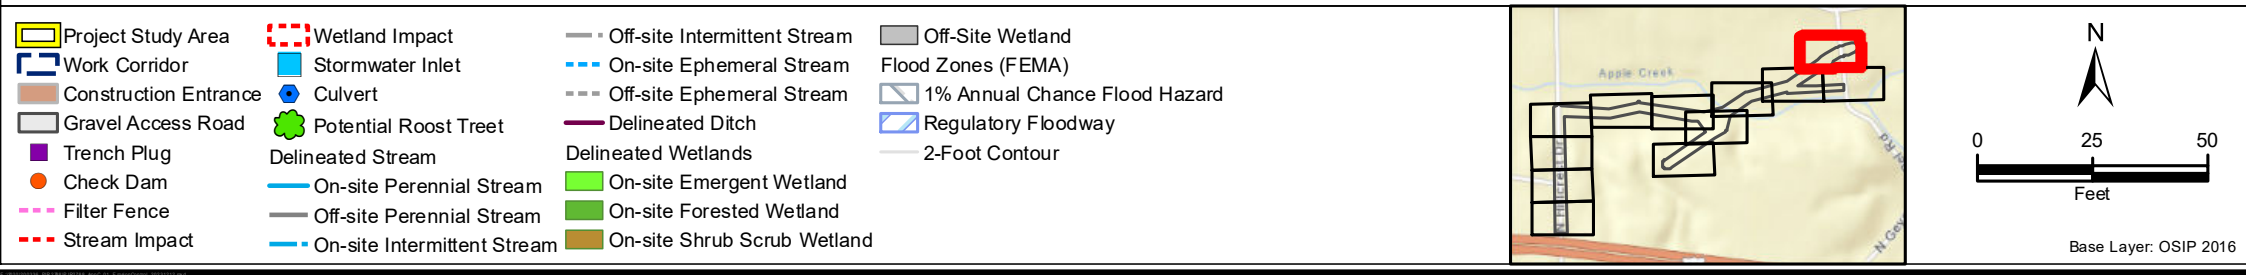 Project Study Area
Work Corridor
Construction Entrance
Gravel Access Road
Trench Plug
Check Dam
Filter Fence
Stream Impact
Wetland Impact
Stormwater Inlet
Culvert
Potential Roost Treet
Delineated Stream
On-site Perennial Stream
Off-site Perennial Stream
On-site Intermittent Stream
Off-site Intermittent Stream
On-site Ephemeral Stream
Off-site Ephemeral Stream
Delineated Ditch
Delineated Wetlands
On-site Emergent Wetland
On-site Forested Wetland
On-site Shrub Scrub Wetland
Off-Site Wetland
Flood Zones (FEMA)
1% Annual Chance Flood Hazard
Regulatory Floodway
2-Foot Contour
Apple Creek
N Hillcrest Dr
Rd
N Gey
N
0 25 50
Feet
Base Layer: OSIP 2016